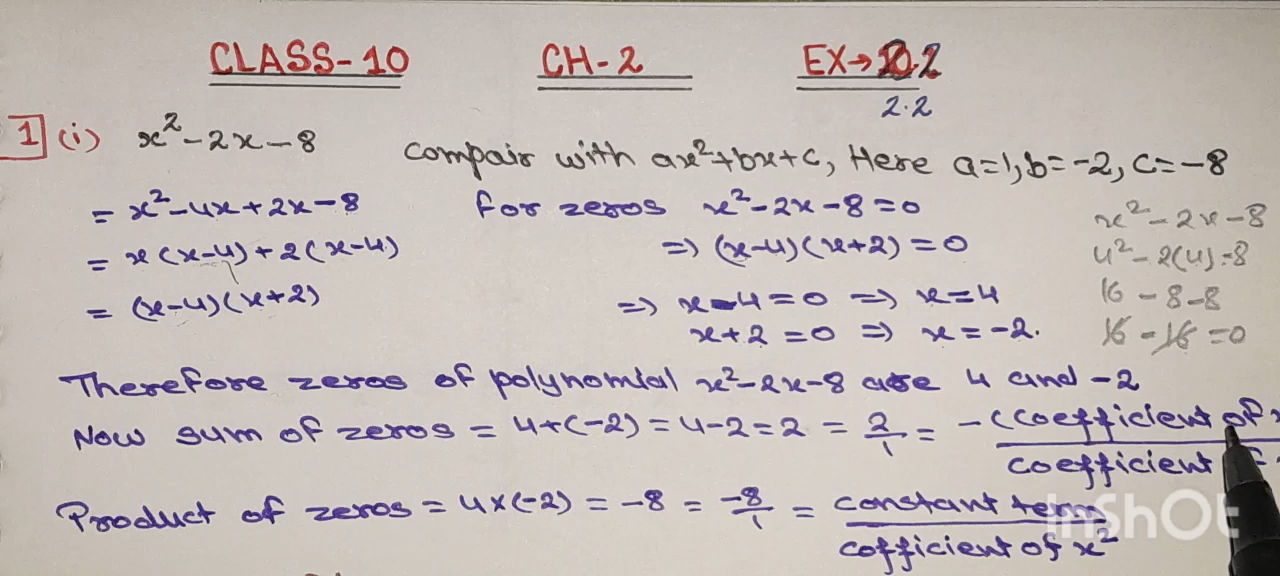 CLASS-10 CH-2 EX→2.2
2.2
1 (i) x²-2x-8 compair with ax²+bx+c, Here a=1, b=-2, c=-8
= x²-4x+2x-8 for zeros x²-2x-8=0
= x(x-4)+2(x-4) ⇒ (x-4)(x+2)=0
= (x-4)(x+2) ⇒ x-4=0 ⇒ x=4
x+2=0 ⇒ x=-2.
x²-2x-8
4²-2(4)-8
16-8-8
16-16=0
Therefore zeros of polynomial x²-2x-8 are 4 and -2
Now sum of zeros = 4+(-2) = 4-2=2 = 2/1 = -(coefficient of
coefficient
Product of zeros = 4×(-2) = -8 = -8/1 = constant term
cofficient of x²
InShOt